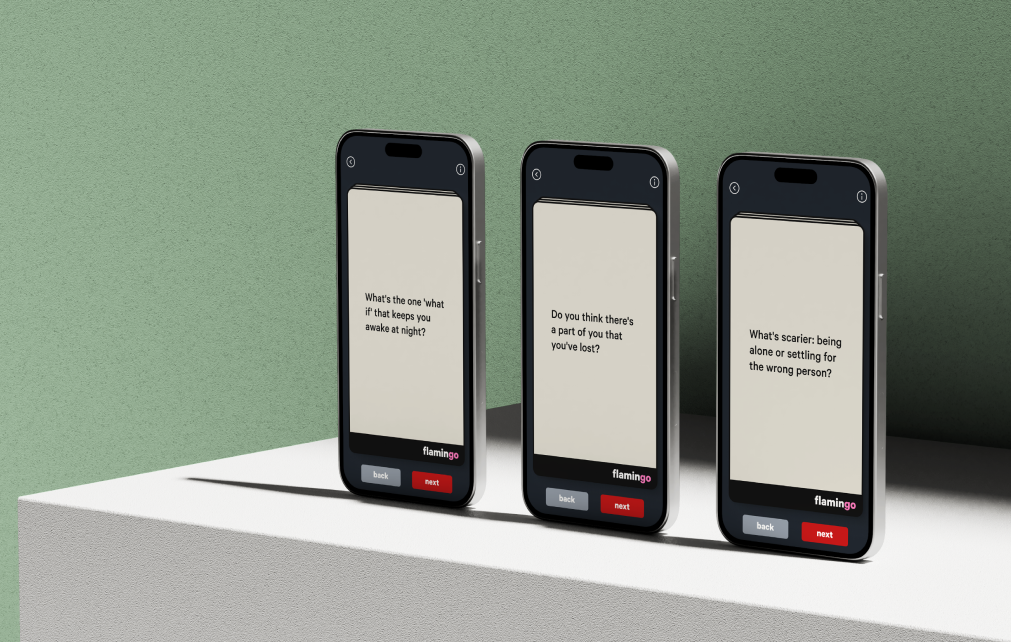 What's the one 'what
if' that keeps you
awake at night?
flamingo
back next
Do you think there's
a part of you that
you've lost?
flamingo
back next
What's scarier: being
alone or settling for
the wrong person?
flamingo
back next